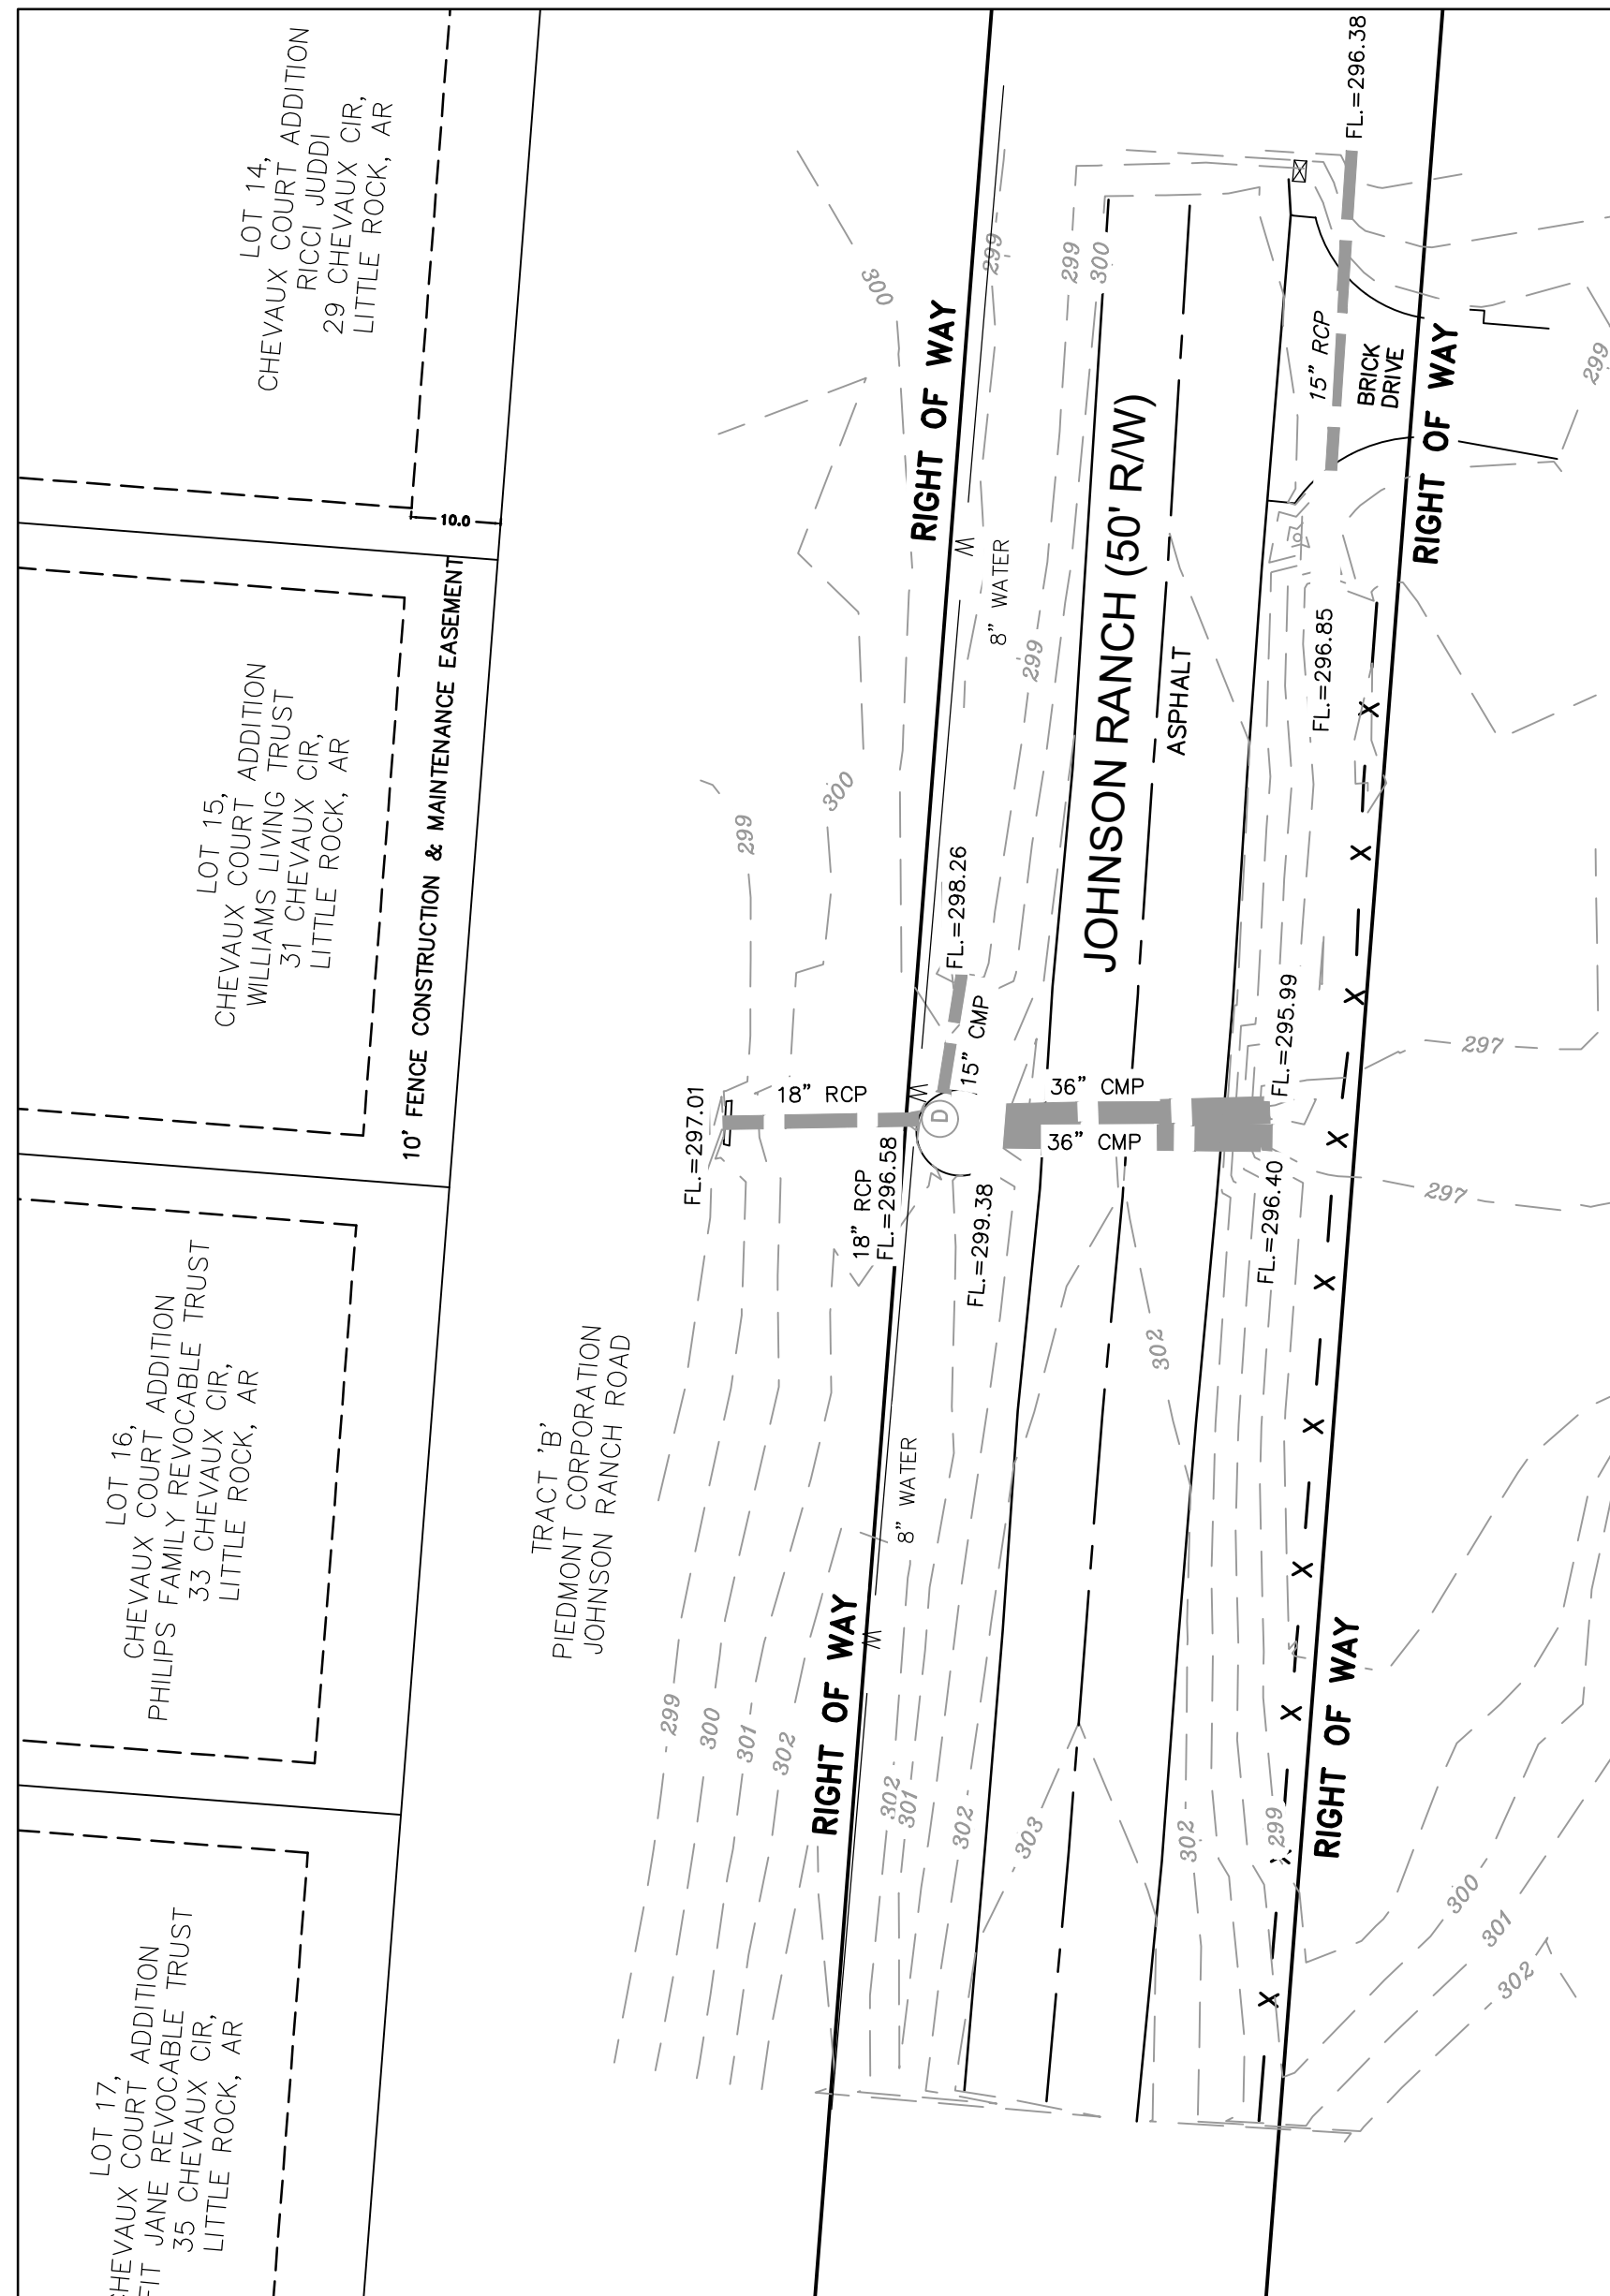 LOT 14,
CHEVAUX COURT ADDITION
RICCI JUDDI
29 CHEVAUX CIR,
LITTLE ROCK, AR
10.0
LOT 15,
CHEVAUX COURT ADDITION
WILLIAMS LIVING TRUST
31 CHEVAUX CIR,
LITTLE ROCK, AR
10' FENCE CONSTRUCTION & MAINTENANCE EASEMENT
LOT 16,
CHEVAUX COURT ADDITION
PHILIPS FAMILY REVOCABLE TRUST
33 CHEVAUX CIR,
LITTLE ROCK, AR
LOT 17,
CHEVAUX COURT ADDITION
FIT JANE REVOCABLE TRUST
35 CHEVAUX CIR,
LITTLE ROCK, AR
TRACT 'B'
PIEDMONT CORPORATION
JOHNSON RANCH ROAD
300
299
299
300
RIGHT OF WAY
W
8" WATER
299
299
300
FL.=298.26
15" CMP
JOHNSON RANCH (50' R/W)
ASPHALT
FL.=296.38
15" RCP
BRICK
DRIVE
RIGHT OF WAY
299
FL.=296.85
X
X
X
X
FL.=295.99
297
297
FL.=297.01
18" RCP
W
D
36" CMP
36" CMP
18" RCP
FL.=296.58
FL.=299.38
FL.=296.40
302
X
X
X
X
8" WATER
RIGHT OF WAY
W
299
300
301
302
302
301
302
303
302
299
X
X
RIGHT OF WAY
300
301
302
X